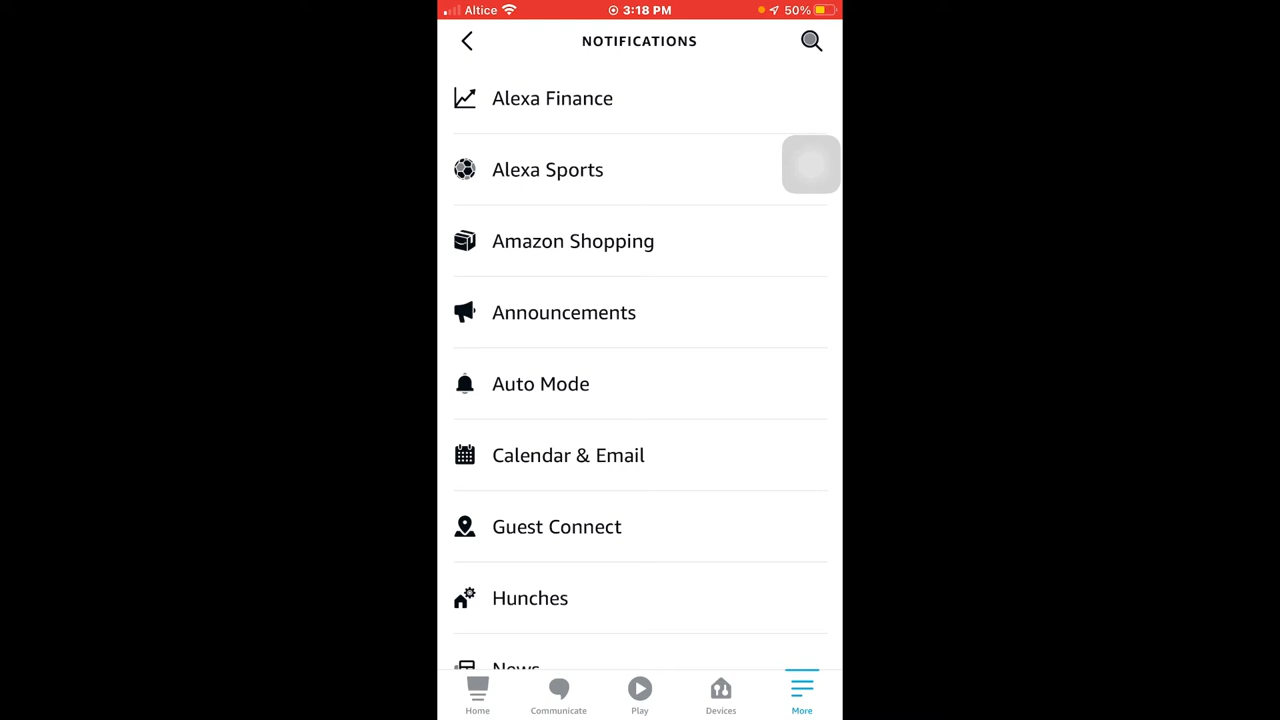 Altice 3:18 PM 50%
NOTIFICATIONS
Alexa Finance
Alexa Sports
Amazon Shopping
Announcements
Auto Mode
Calendar & Email
Guest Connect
Hunches
News
Home Communicate Play Devices More